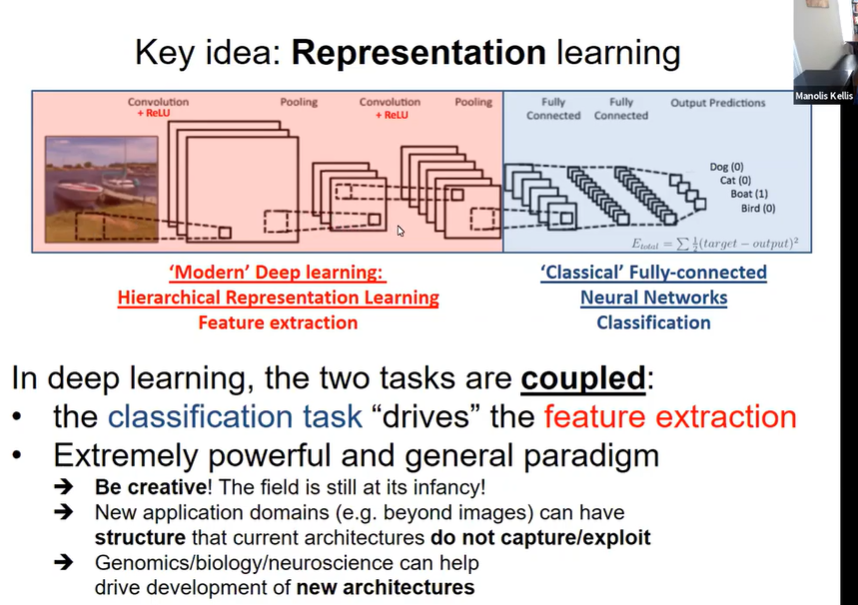 Key idea: Representation learning
Manolis Kellis
Convolution
+ ReLU
Pooling
Convolution
+ ReLU
Pooling
Fully
Connected
Fully
Connected
Output Predictions
Dog (0)
Cat (0)
Boat (1)
Bird (0)
E_total = ∑ ½(target − output)²
'Modern' Deep learning:
Hierarchical Representation Learning
Feature extraction
'Classical' Fully-connected
Neural Networks
Classification
In deep learning, the two tasks are coupled:
• the classification task “drives” the feature extraction
• Extremely powerful and general paradigm
➔ Be creative! The field is still at its infancy!
➔ New application domains (e.g. beyond images) can have
structure that current architectures do not capture/exploit
➔ Genomics/biology/neuroscience can help
drive development of new architectures